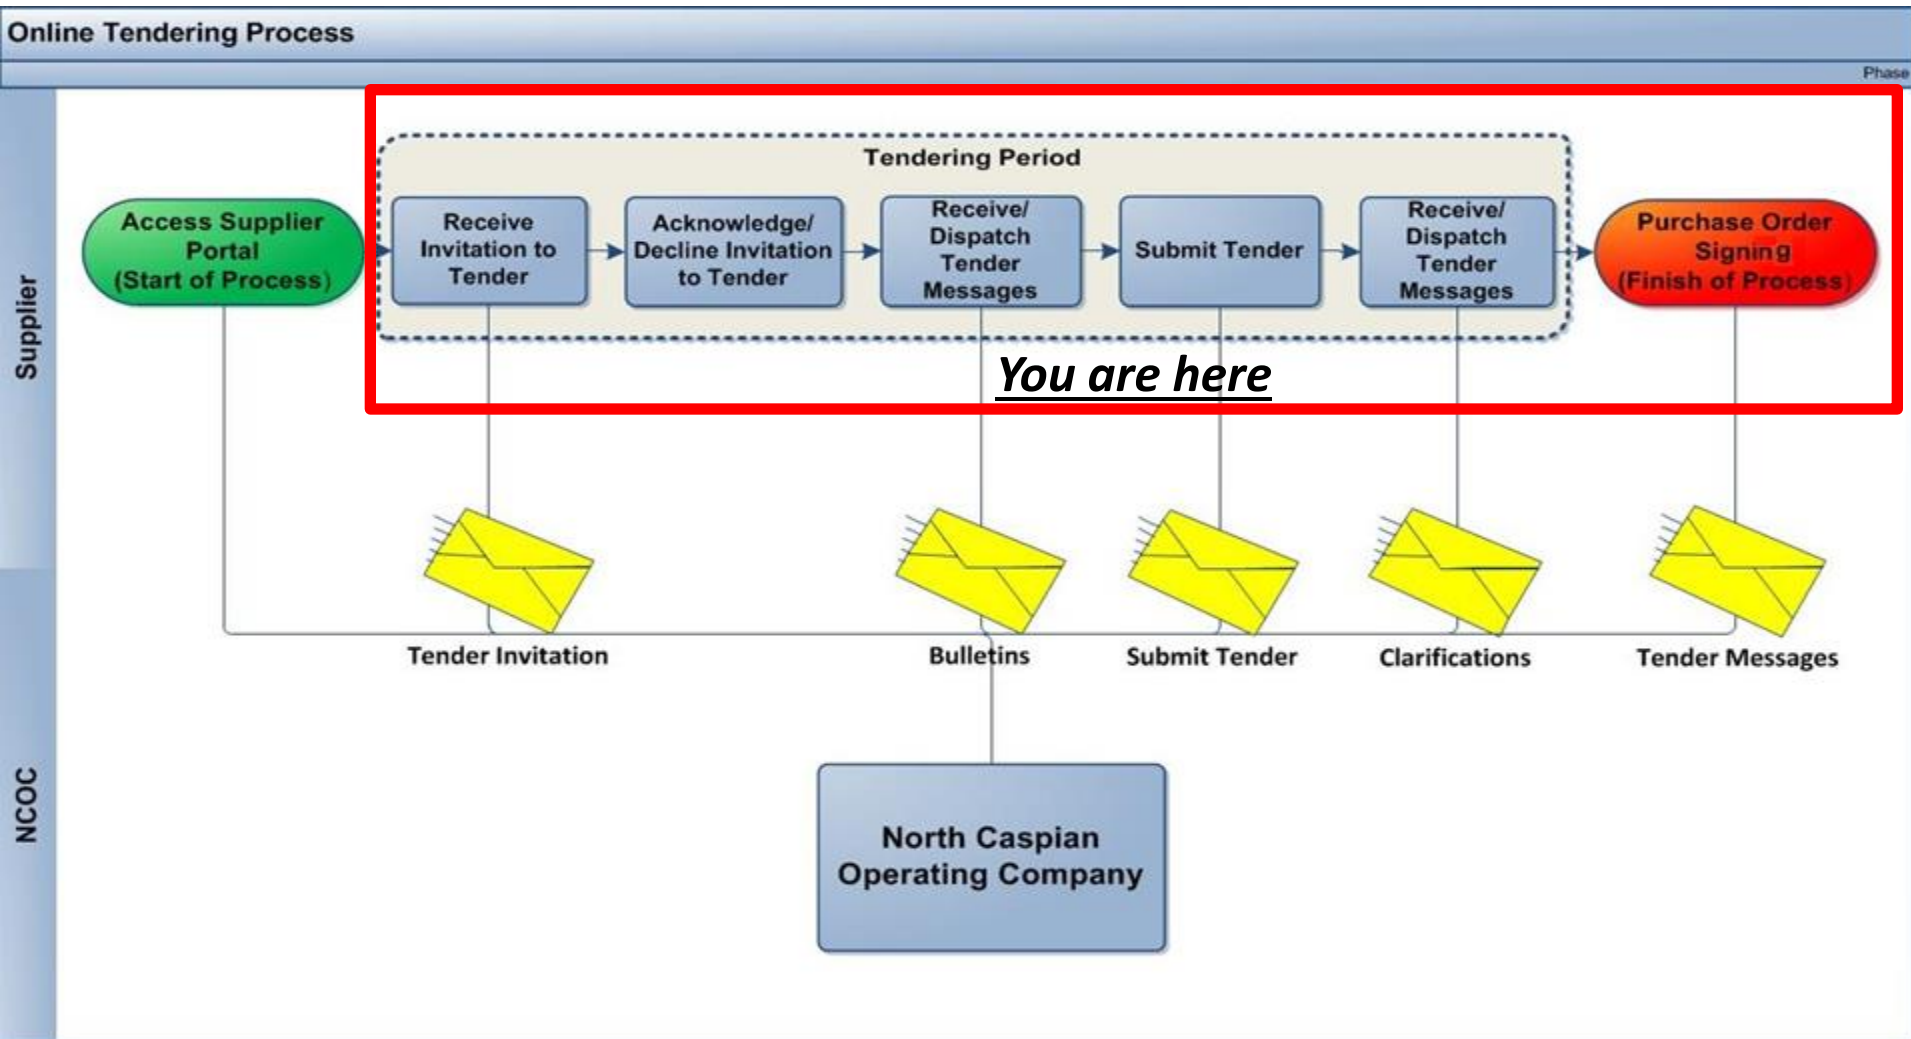 Online Tendering Process
Phase
Supplier
Tendering Period
Access Supplier
Portal
(Start of Process)
Receive
Invitation to
Tender
Acknowledge/
Decline Invitation
to Tender
Receive/
Dispatch
Tender
Messages
Submit Tender
Receive/
Dispatch
Tender
Messages
Purchase Order
Signing
(Finish of Process)
You are here
Tender Invitation
Bulletins
Submit Tender
Clarifications
Tender Messages
NCOC
North Caspian
Operating Company